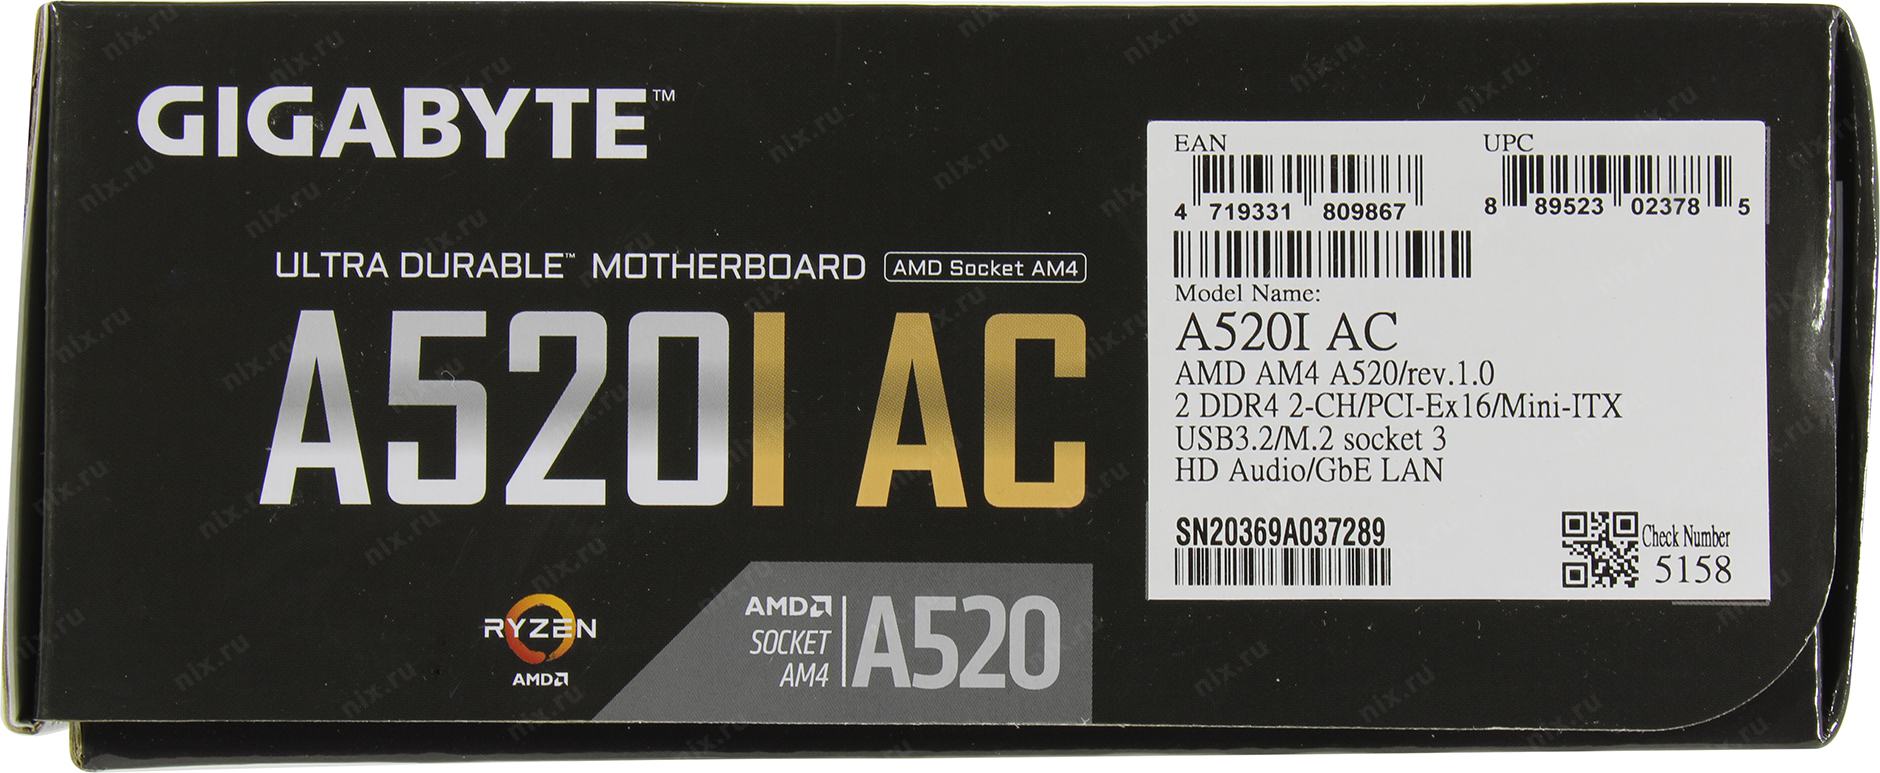 GIGABYTE™
ULTRA DURABLE™ MOTHERBOARD AMD Socket AM4
A520I AC
RYZEN
AMD
AMD
SOCKET
AM4
A520
EAN
4 719331 809867
UPC
8 89523 02378 5
Model Name:
A520I AC
AMD AM4 A520/rev.1.0
2 DDR4 2-CH/PCI-Ex16/Mini-ITX
USB3.2/M.2 socket 3
HD Audio/GbE LAN
SN20369A037289
Check Number
5158
nix.ru